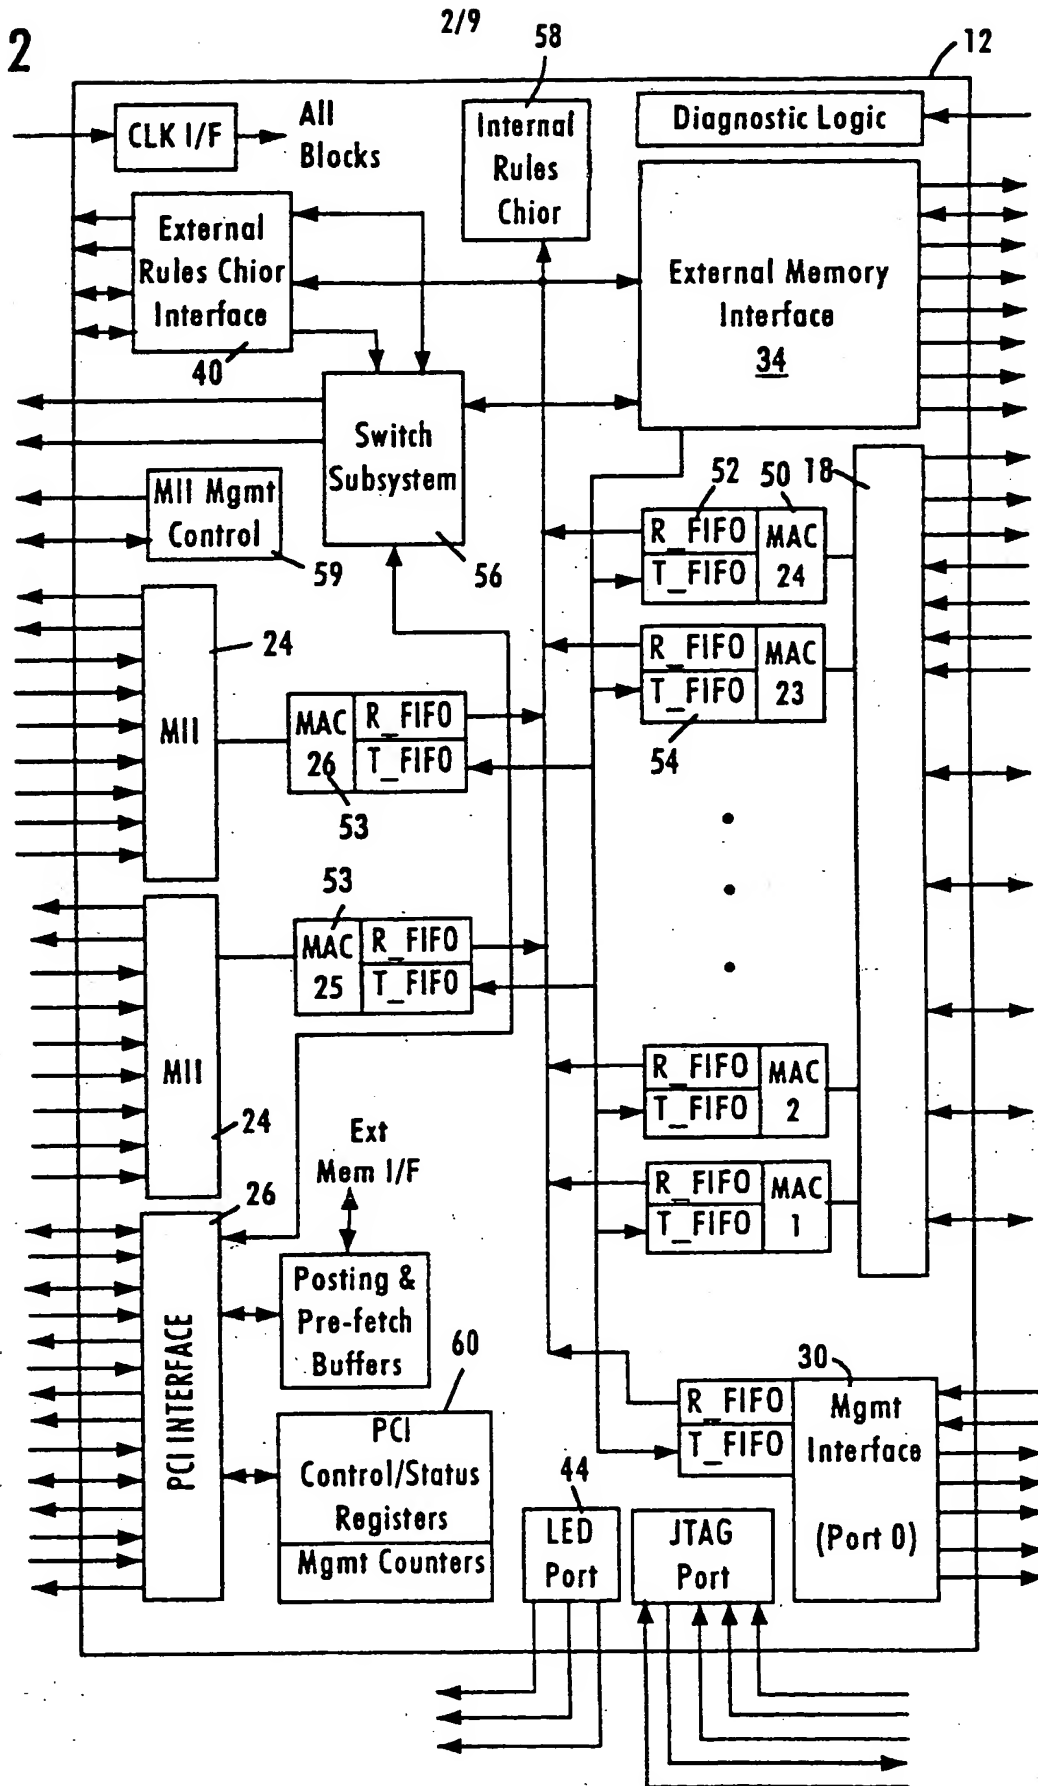 2/9
2
58
12
CLK I/F
All
Blocks
Internal
Rules
Chior
Diagnostic Logic
External
Rules Chior
Interface
40
External Memory
Interface
34
Switch
Subsystem
56
MII Mgmt
Control
59
52
50
18
R_FIFO
T_FIFO
MAC
24
R_FIFO
T_FIFO
MAC
23
54
24
MII
MAC
26
R_FIFO
T_FIFO
53
53
MAC
25
R_FIFO
T_FIFO
MII
24
R_FIFO
T_FIFO
MAC
2
R_FIFO
T_FIFO
MAC
1
Ext
Mem I/F
26
PCI INTERFACE
Posting &
Pre-fetch
Buffers
60
PCI
Control/Status
Registers
Mgmt Counters
30
R_FIFO
T_FIFO
Mgmt
Interface
(Port 0)
44
LED
Port
JTAG
Port